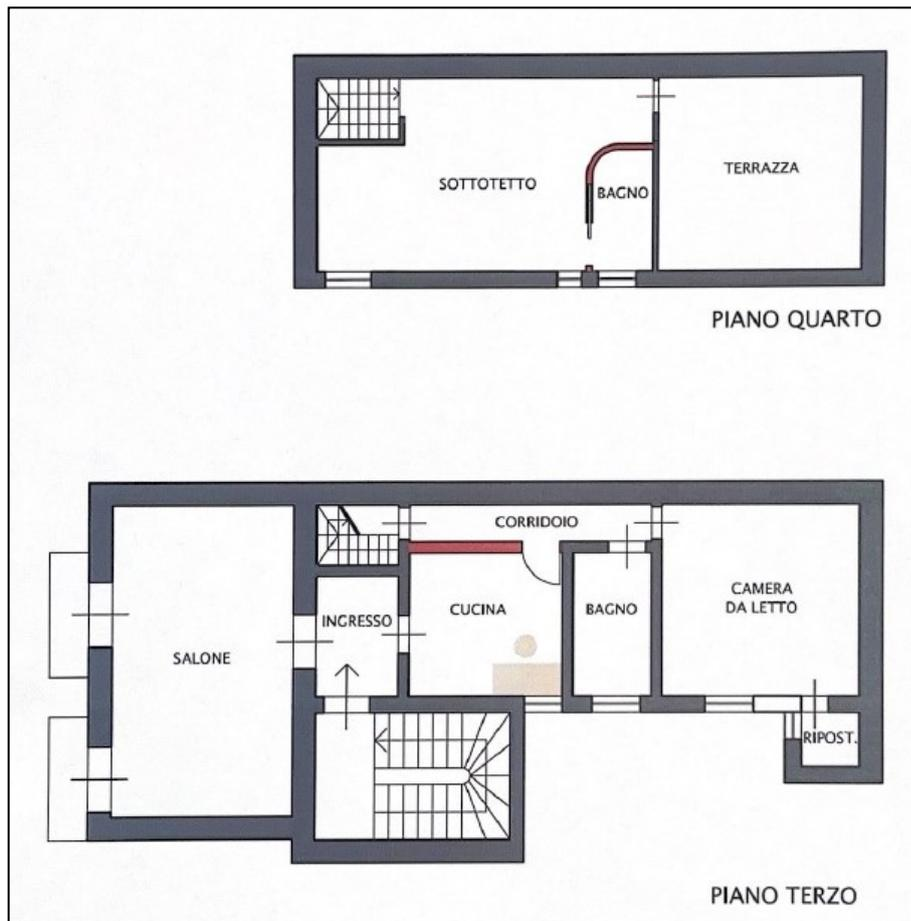 SOTTOTETTO
BAGNO
TERRAZZA
PIANO QUARTO
CORRIDOIO
SALONE
INGRESSO
CUCINA
BAGNO
CAMERA
DA LETTO
RIPOST.
PIANO TERZO